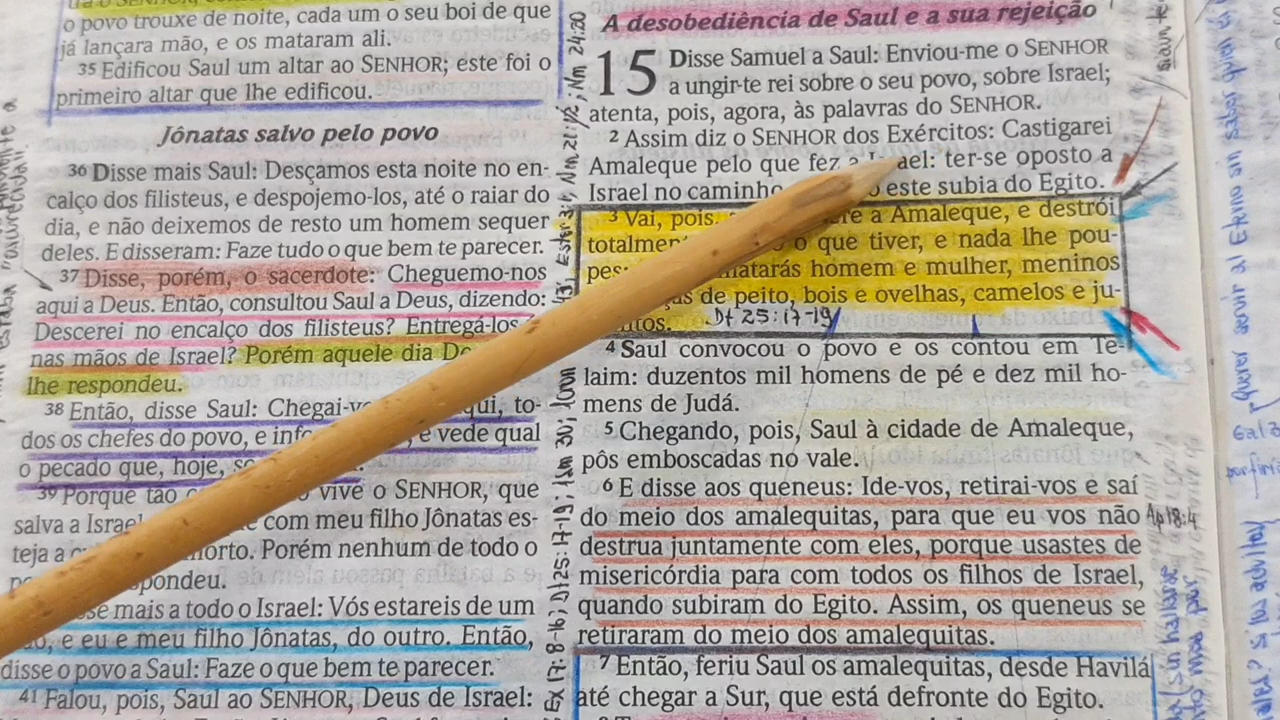 o povo trouxe de noite, cada um o seu boi de que
já lançara mão, e os mataram ali.
35 Edificou Saul um altar ao SENHOR; este foi o
primeiro altar que lhe edificou.
Jônatas salvo pelo povo
36 Disse mais Saul: Desçamos esta noite no en-
calço dos filisteus, e despojemo-los, até o raiar do
dia, e não deixemos de resto um homem sequer
deles. E disseram: Faze tudo o que bem te parecer.
37 Disse, porém, o sacerdote: Cheguemo-nos
aqui a Deus. Então, consultou Saul a Deus, dizendo:
Descerei no encalço dos filisteus? Entregá-los
nas mãos de Israel? Porém aquele dia
lhe respondeu.
38 Então, disse Saul: to-
dos os chefes do povo, e e vede qual
o pecado que, hoje,
39 Porque vive o SENHOR, que
salva a Israel com meu filho Jônatas es-
teja a Porém nenhum de todo o
mais a todo o Israel: Vós estareis de um
e eu e meu filho Jônatas, do outro. Então,
disse o povo a Saul: Faze o que bem te parecer.
41 Falou, pois, Saul ao SENHOR, Deus de Israel:
Ex 17:8-16; Dt 25:17-19; 1Sm 30; Nm 24:20
A desobediência de Saul e a sua rejeição
15 Disse Samuel a Saul: Enviou-me o SENHOR
a ungir-te rei sobre o seu povo, sobre Israel;
atenta, pois, agora, às palavras do SENHOR.
2 Assim diz o SENHOR dos Exércitos: Castigarei
Amaleque pelo que fez a ter-se oposto a
Israel no caminho este subia do Egito.
3 Vai, pois, a Amaleque, e destrói
o que tiver, e nada lhe pou-
matarás homem e mulher, meninos
de peito, bois e ovelhas, camelos e ju-
Dt 25:17-19
4 Saul convocou o povo e os contou em Te-
laim: duzentos mil homens de pé e dez mil ho-
mens de Judá.
5 Chegando, pois, Saul à cidade de Amaleque,
pôs emboscadas no vale.
6 E disse aos queneus: Ide-vos, retirai-vos e saí
do meio dos amalequitas, para que eu vos não
destrua juntamente com eles, porque usastes de
misericórdia para com todos os filhos de Israel,
quando subiram do Egito. Assim, os queneus se
retiraram do meio dos amalequitas.
7 Então, feriu Saul os amalequitas, desde Havilá
até chegar a Sur, que está defronte do Egito.
Ap 18:4